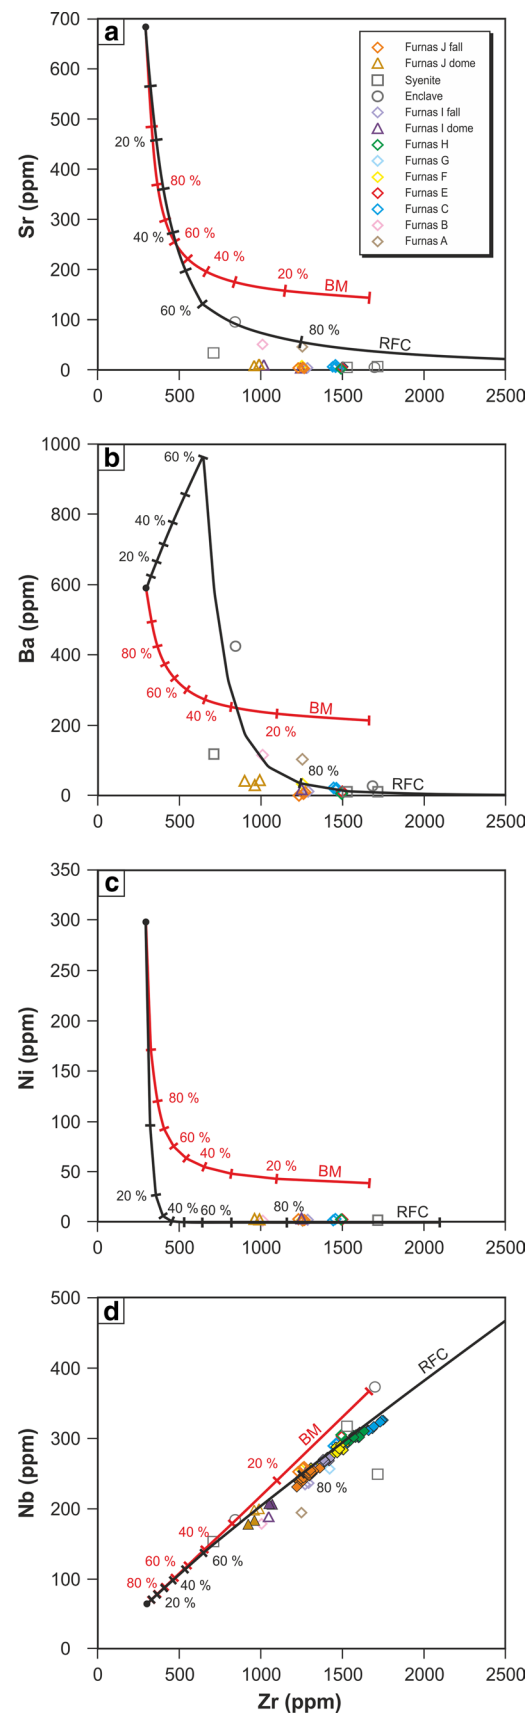 a
700
600
500
400
300
200
100
0
Sr (ppm)
Furnas J fall
Furnas J dome
Syenite
Enclave
Furnas I fall
Furnas I dome
Furnas H
Furnas G
Furnas F
Furnas E
Furnas C
Furnas B
Furnas A
20 %
80 %
40 %
60 %
40 %
20 %
BM
60 %
80 %
RFC
0
500
1000
1500
2000
2500
b
1000
800
600
400
200
0
Ba (ppm)
60 %
40 %
20 %
80 %
60 %
40 %
BM
20 %
80 %
RFC
0
500
1000
1500
2000
2500
c
350
300
250
200
150
100
50
0
Ni (ppm)
80 %
60 %
40 %
20 %
BM
20 %
40 %
60 %
80 %
RFC
0
500
1000
1500
2000
2500
d
500
400
300
200
100
0
Nb (ppm)
RFC
BM
20 %
80 %
40 %
60 %
60 %
80 %
40 %
20 %
0
500
1000
1500
2000
2500
Zr (ppm)